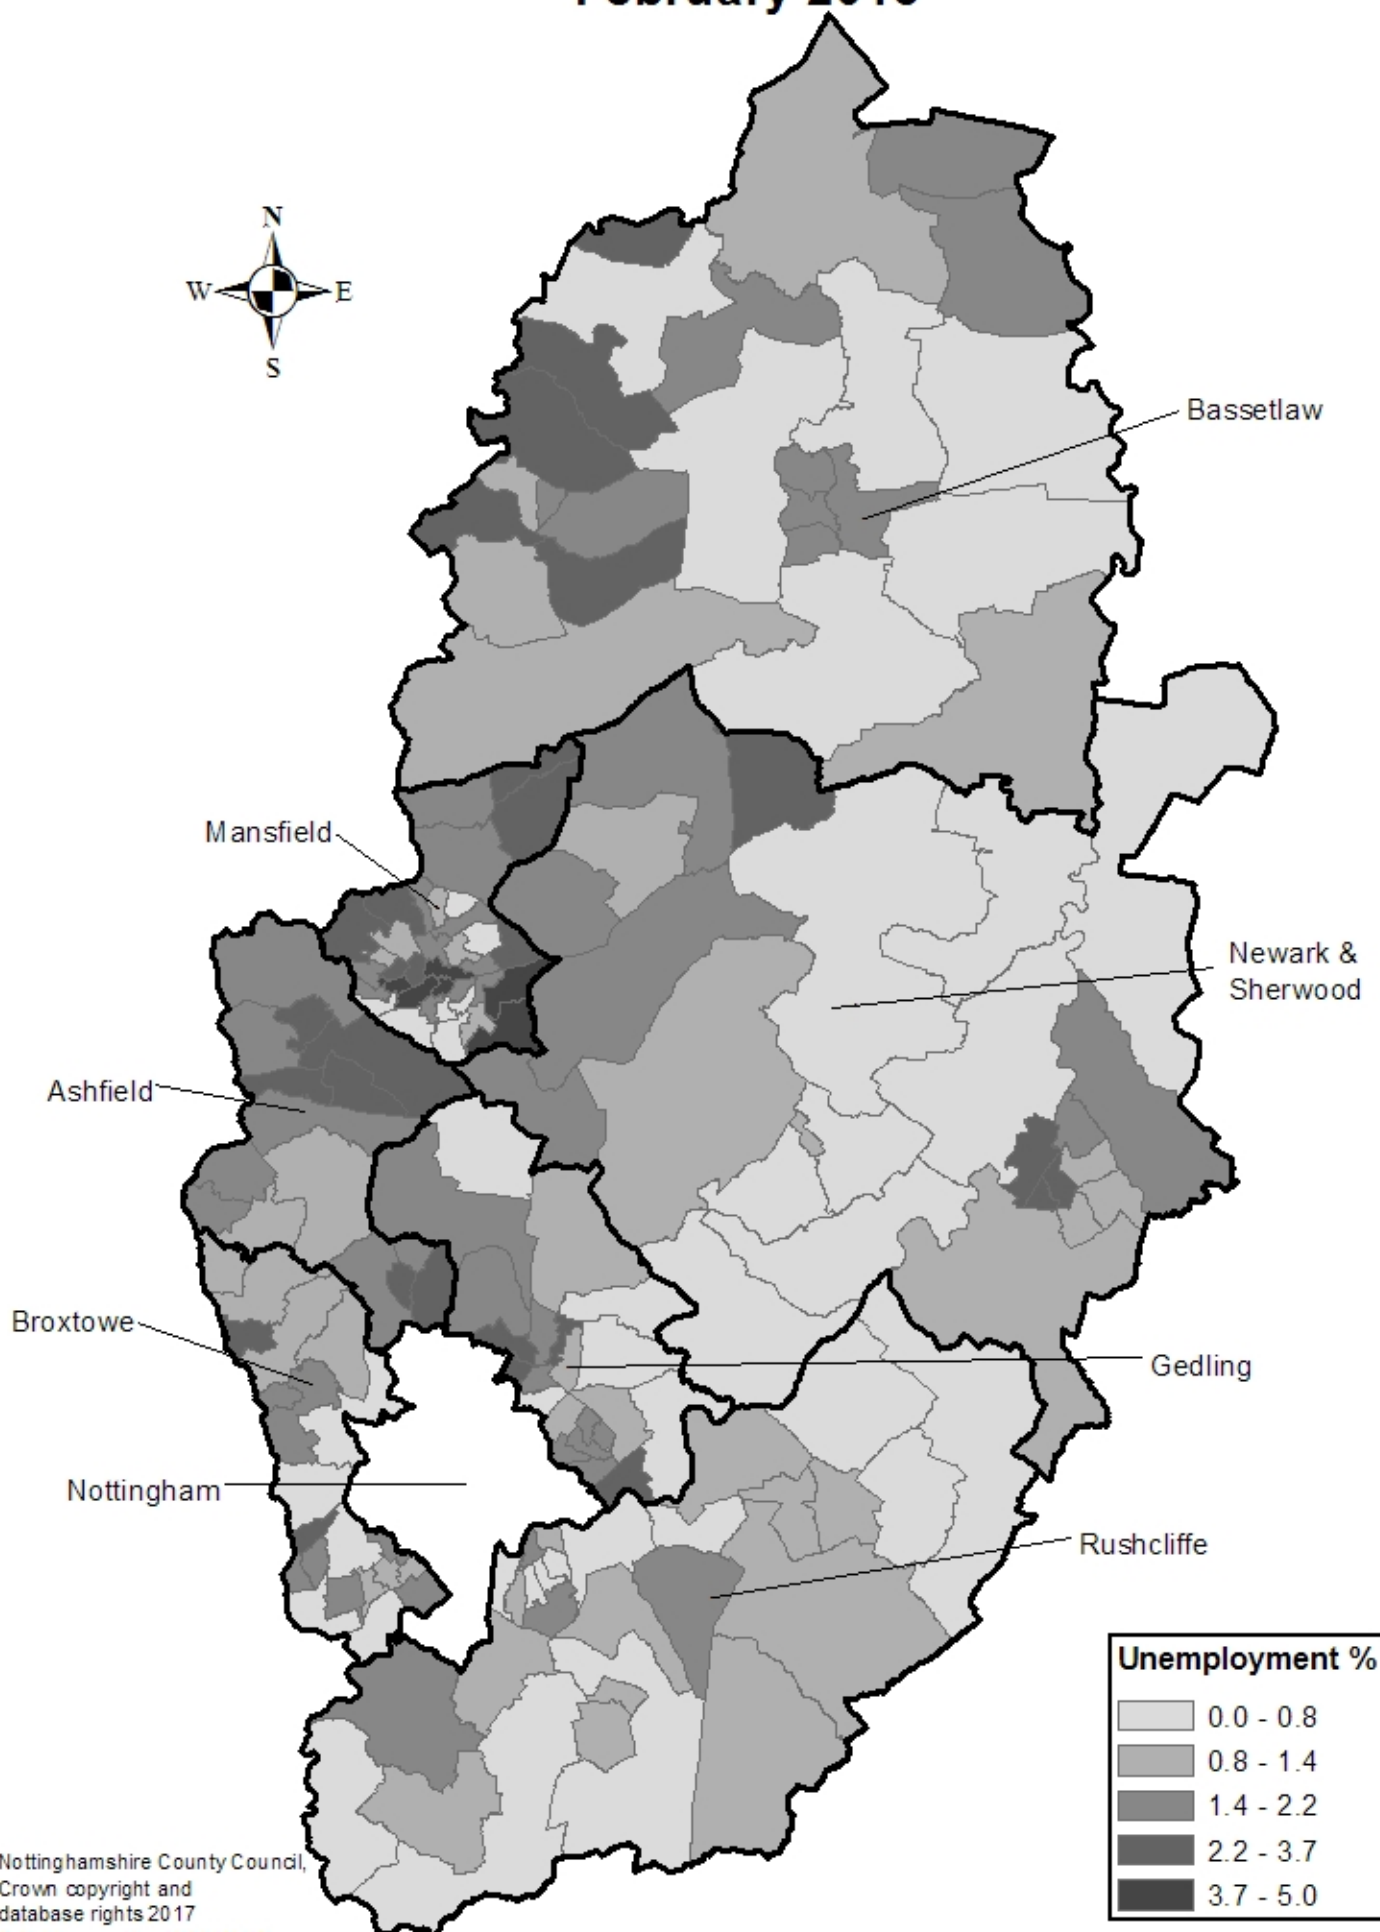 N
W E
S
Bassetlaw
Mansfield
Newark &
Sherwood
Ashfield
Broxtowe
Gedling
Nottingham
Rushcliffe
Unemployment %
0.0 - 0.8
0.8 - 1.4
1.4 - 2.2
2.2 - 3.7
3.7 - 5.0
Nottinghamshire County Council,
Crown copyright and
database rights 2017